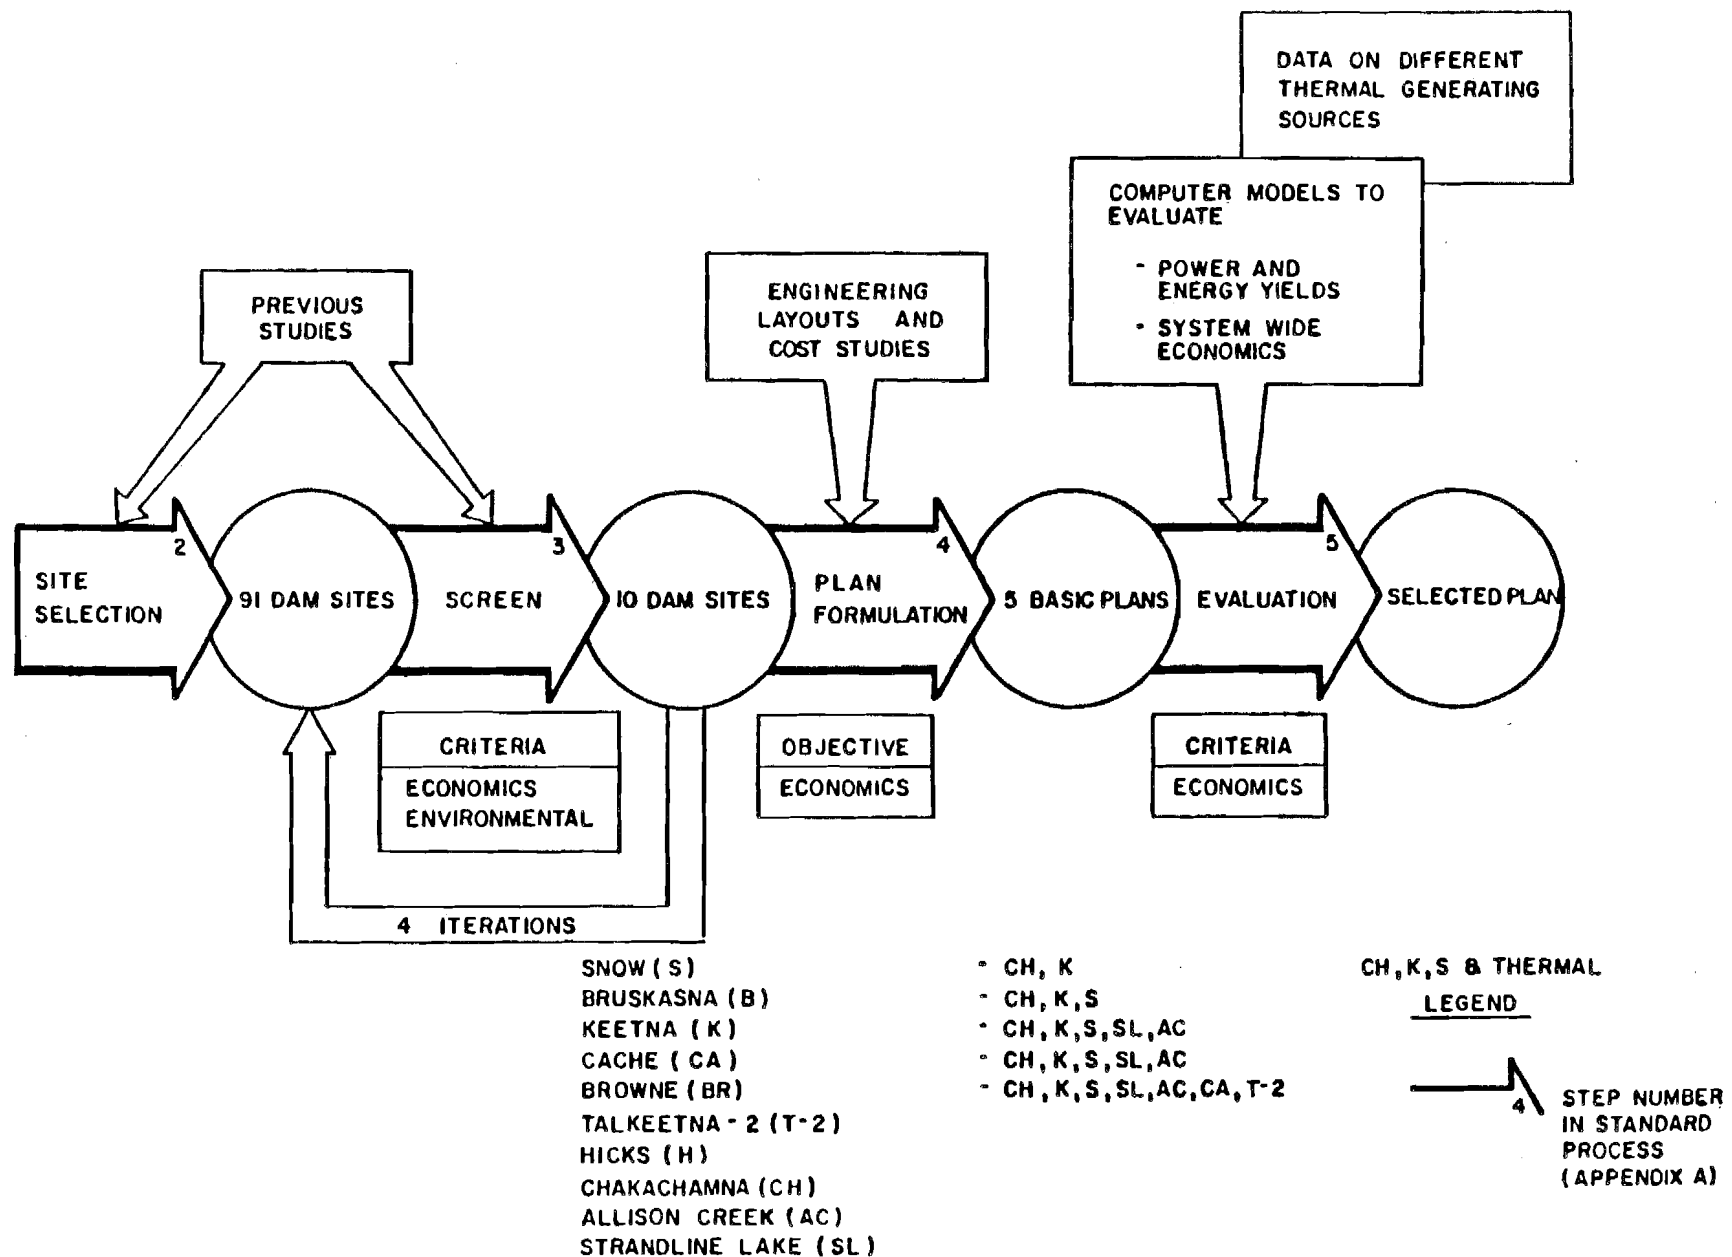 DATA ON DIFFERENT
THERMAL GENERATING
SOURCES
COMPUTER MODELS TO
EVALUATE
- POWER AND
ENERGY YIELDS
- SYSTEM WIDE
ECONOMICS
PREVIOUS
STUDIES
ENGINEERING
LAYOUTS AND
COST STUDIES
2
SITE
SELECTION
91 DAM SITES
3
SCREEN
10 DAM SITES
4
PLAN
FORMULATION
5 BASIC PLANS
5
EVALUATION
SELECTED PLAN
CRITERIA
ECONOMICS
ENVIRONMENTAL
OBJECTIVE
ECONOMICS
CRITERIA
ECONOMICS
4 ITERATIONS
SNOW (S)
BRUSKASNA (B)
KEETNA (K)
CACHE (CA)
BROWNE (BR)
TALKEETNA - 2 (T-2)
HICKS (H)
CHAKACHAMNA (CH)
ALLISON CREEK (AC)
STRANDLINE LAKE (SL)
- CH, K
- CH, K, S
- CH, K, S, SL, AC
- CH, K, S, SL, AC
- CH, K, S, SL, AC, CA, T-2
CH, K, S & THERMAL
LEGEND
4
STEP NUMBER
IN STANDARD
PROCESS
(APPENDIX A)